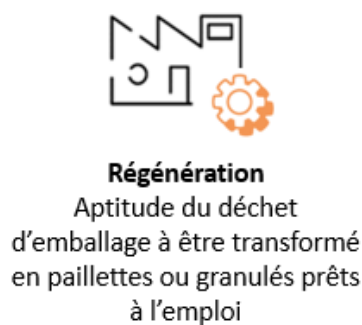 Régénération
Aptitude du déchet
d’emballage à être transformé
en paillettes ou granulés prêts
à l’emploi